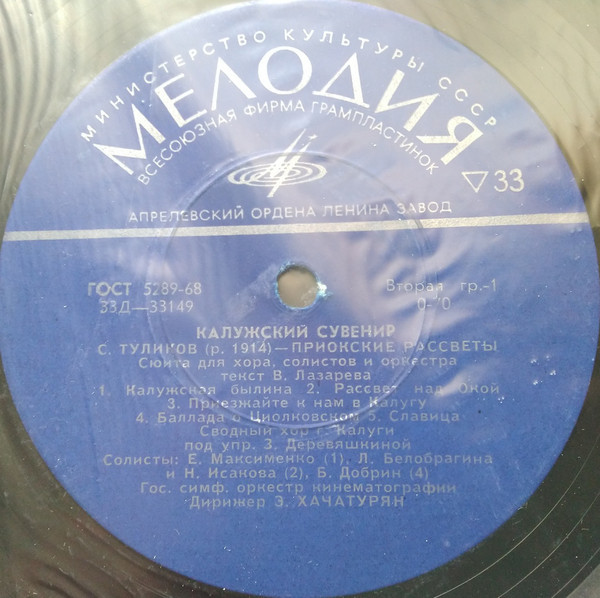 МИНИСТЕРСТВО КУЛЬТУРЫ СССР
МЕЛОДИЯ
ВСЕСОЮЗНАЯ ФИРМА ГРАМПЛАСТИНОК
▽33
АПРЕЛЕВСКИЙ ОРДЕНА ЛЕНИНА ЗАВОД
ГОСТ 5289-68
Вторая гр.-1
33Д—33149
КАЛУЖСКИЙ СУВЕНИР
С. ТУЛИКОВ (р. 1914)—ПРИОКСКИЕ РАССВЕТЫ
Сюита для хора, солистов и оркестра
текст В. Лазарева
1. Калужская былина 2. Рассвет над Окой
3. Приезжайте к нам в Калугу
4. Баллада о Циолковском 5. Славица
Сводный хор г. Калуги
под упр. З. Деревяшкиной
Солисты: Е. Максименко (1), Л. Белобрагина
и Н. Исакова (2), Б. Добрин (4)
Гос. симф. оркестр кинематографии
Дирижер Э. ХАЧАТУРЯН